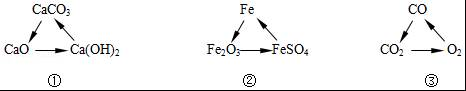 CaCO₃ Fe CO
CaO Ca(OH)₂ Fe₂O₃ FeSO₄ CO₂ O₂
① ② ③